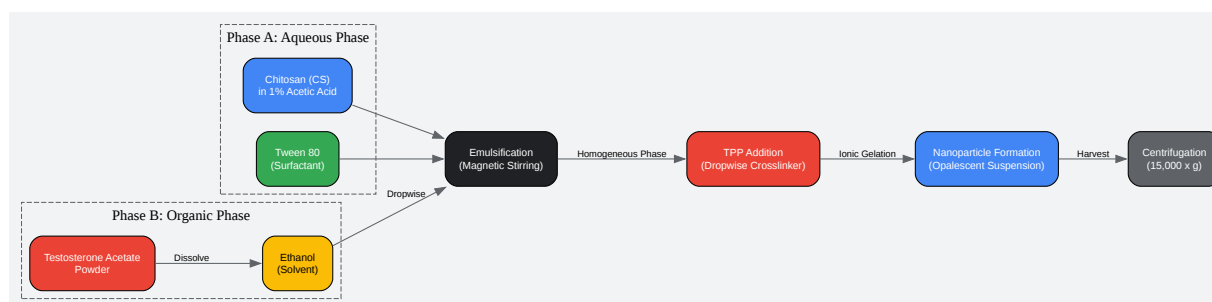 Phase A: Aqueous Phase
Chitosan (CS)
in 1% Acetic Acid
Tween 80
(Surfactant)
Emulsification
(Magnetic Stirring)
Homogeneous Phase
TPP Addition
(Dropwise Crosslinker)
Ionic Gelation
Nanoparticle Formation
(Opalescent Suspension)
Harvest
Centrifugation
(15,000 x g)
Dropwise
Phase B: Organic Phase
Testosterone Acetate
Powder
Dissolve
Ethanol
(Solvent)